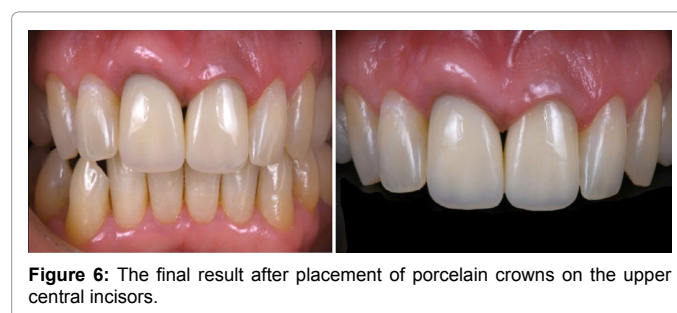 Figure 6: The final result after placement of porcelain crowns on the upper
central incisors.